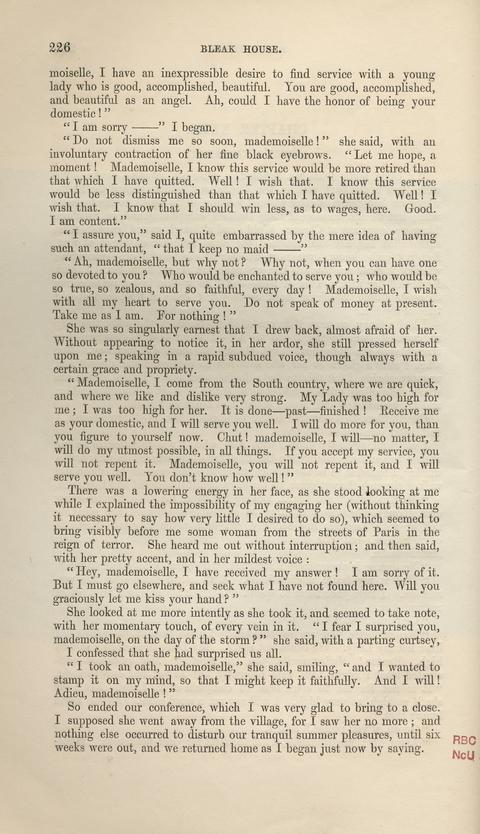 226
BLEAK HOUSE.
moiselle, I have an inexpressible desire to find service with a young
lady who is good, accomplished, beautiful. You are good, accomplished,
and beautiful as an angel. Ah, could I have the honor of being your
domestic!"
"I am sorry ——" I began.
"Do not dismiss me so soon, mademoiselle!" she said, with an
involuntary contraction of her fine black eyebrows. "Let me hope, a
moment! Mademoiselle, I know this service would be more retired than
that which I have quitted. Well! I wish that. I know this service
would be less distinguished than that which I have quitted. Well! I
wish that. I know that I should win less, as to wages, here. Good.
I am content."
"I assure you," said I, quite embarrassed by the mere idea of having
such an attendant, "that I keep no maid ——"
"Ah, mademoiselle, but why not? Why not, when you can have one
so devoted to you? Who would be enchanted to serve you; who would be
so true, so zealous, and so faithful, every day! Mademoiselle, I wish
with all my heart to serve you. Do not speak of money at present.
Take me as I am. For nothing!"
She was so singularly earnest that I drew back, almost afraid of her.
Without appearing to notice it, in her ardor, she still pressed herself
upon me; speaking in a rapid subdued voice, though always with a
certain grace and propriety.
"Mademoiselle, I come from the South country, where we are quick,
and where we like and dislike very strong. My Lady was too high for
me; I was too high for her. It is done—past—finished! Receive me
as your domestic, and I will serve you well. I will do more for you, than
you figure to yourself now. Chut! mademoiselle, I will—no matter, I
will do my utmost possible, in all things. If you accept my service, you
will not repent it. Mademoiselle, you will not repent it, and I will
serve you well. You don't know how well!"
There was a lowering energy in her face, as she stood looking at me
while I explained the impossibility of my engaging her (without thinking
it necessary to say how very little I desired to do so), which seemed to
bring visibly before me some woman from the streets of Paris in the
reign of terror. She heard me out without interruption; and then said,
with her pretty accent, and in her mildest voice:
"Hey, mademoiselle, I have received my answer! I am sorry of it.
But I must go elsewhere, and seek what I have not found here. Will you
graciously let me kiss your hand?"
She looked at me more intently as she took it, and seemed to take note,
with her momentary touch, of every vein in it. "I fear I surprised you,
mademoiselle, on the day of the storm?" she said, with a parting curtsey,
I confessed that she had surprised us all.
"I took an oath, mademoiselle," she said, smiling, "and I wanted to
stamp it on my mind, so that I might keep it faithfully. And I will!
Adieu, mademoiselle!"
So ended our conference, which I was very glad to bring to a close.
I supposed she went away from the village, for I saw her no more; and
nothing else occurred to disturb our tranquil summer pleasures, until six
weeks were out, and we returned home as I began just now by saying.
RBC
NcU